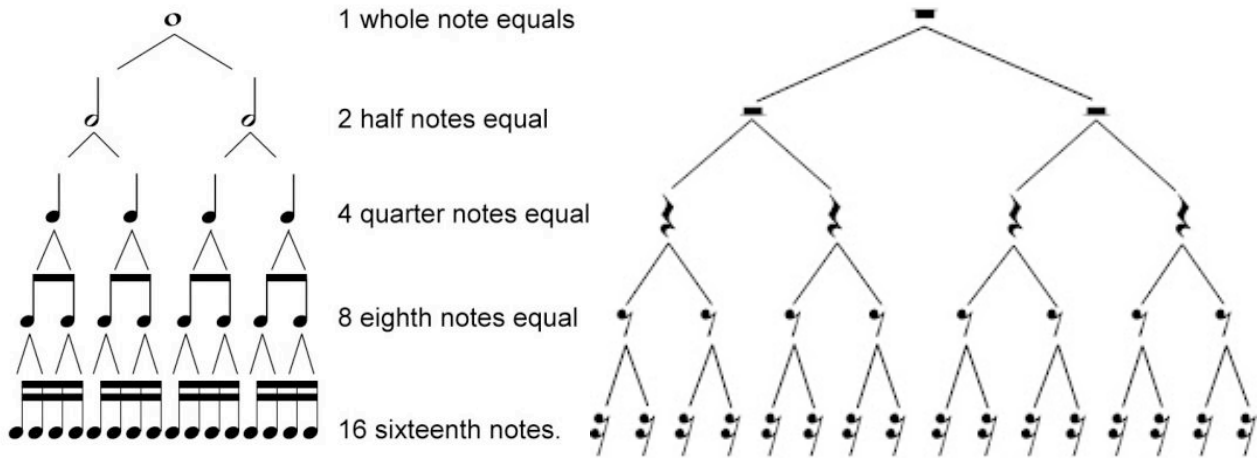 1 whole note equals
2 half notes equal
4 quarter notes equal
8 eighth notes equal
16 sixteenth notes.